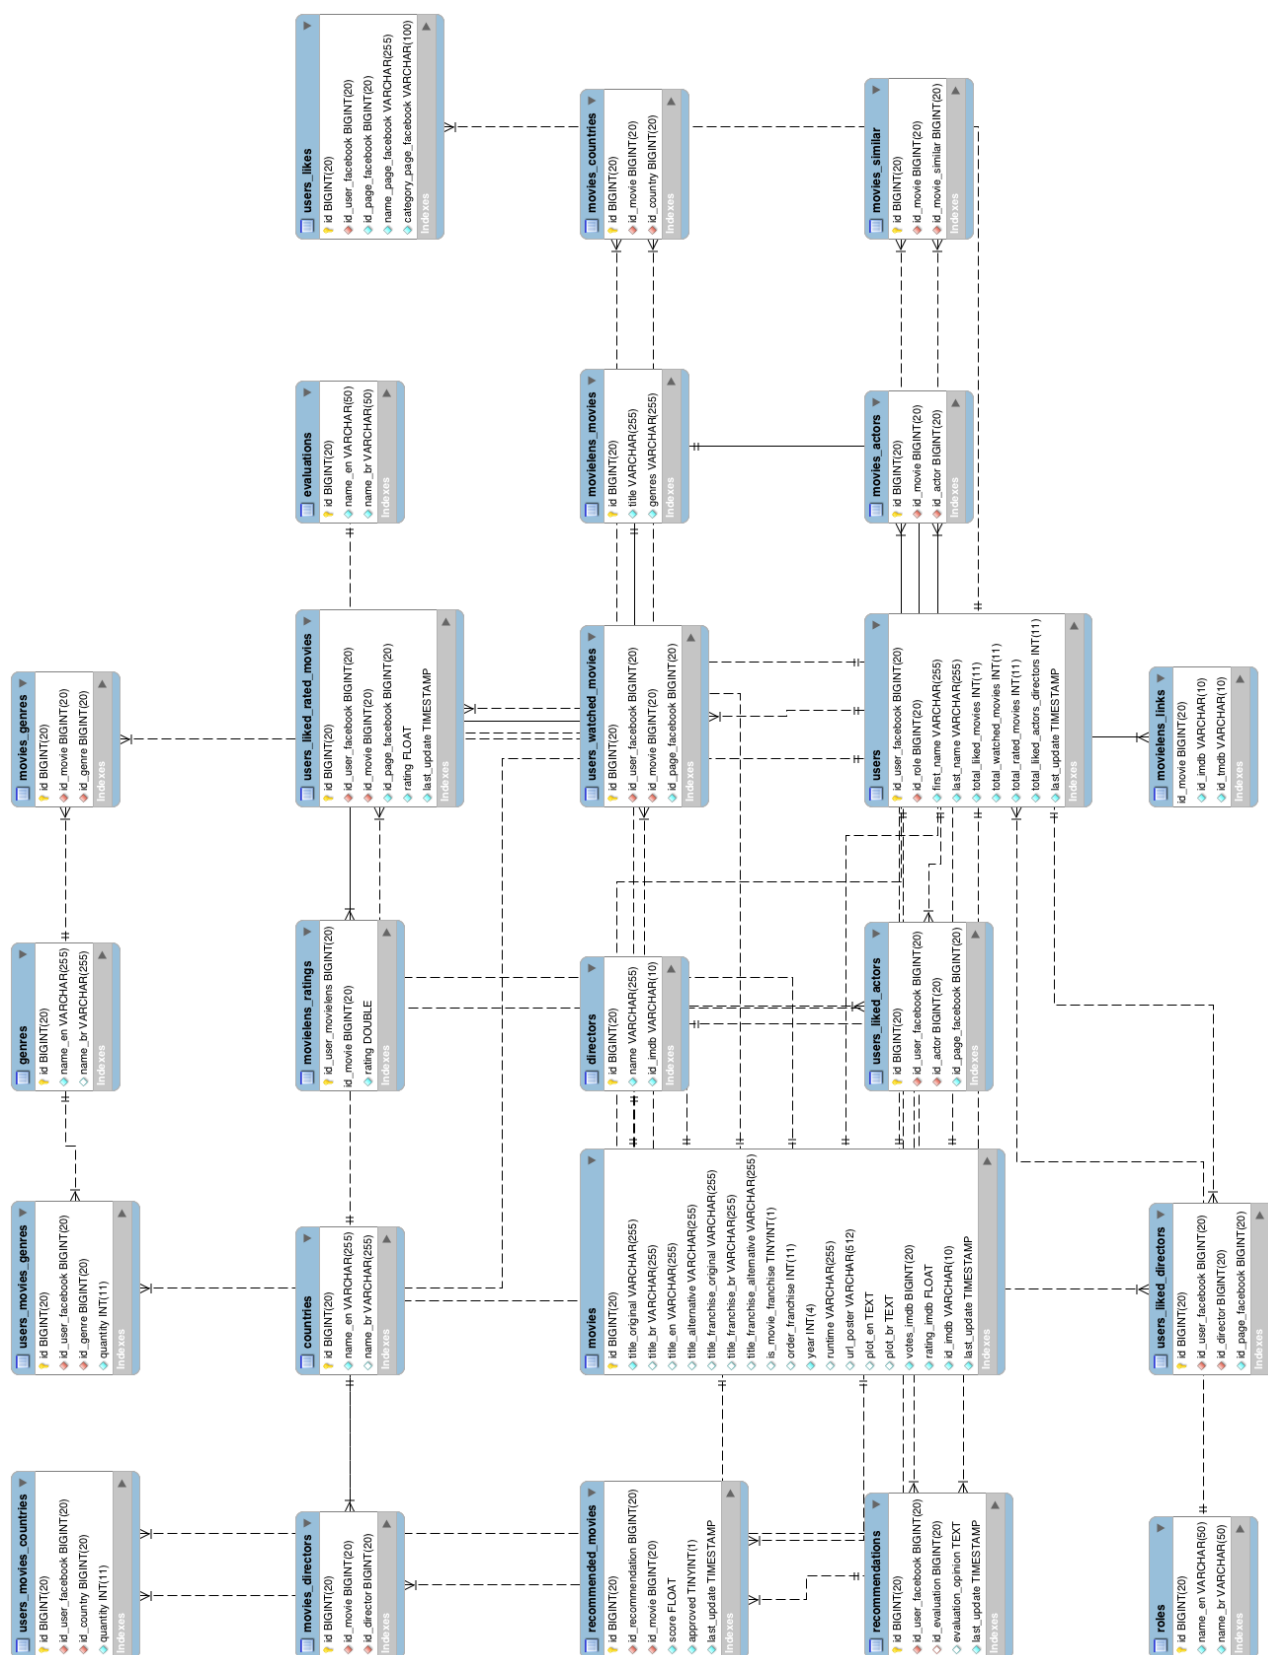 users_movies_countries
id BIGINT(20)
id_user_facebook BIGINT(20)
id_country BIGINT(20)
quantity INT(11)
Indexes
users_movies_genres
id BIGINT(20)
id_user_facebook BIGINT(20)
id_genre BIGINT(20)
quantity INT(11)
Indexes
genres
id BIGINT(20)
name_en VARCHAR(255)
name_br VARCHAR(255)
Indexes
movies_genres
id BIGINT(20)
id_movie BIGINT(20)
id_genre BIGINT(20)
Indexes
movies_directors
id BIGINT(20)
id_movie BIGINT(20)
id_director BIGINT(20)
Indexes
countries
id BIGINT(20)
name_en VARCHAR(255)
name_br VARCHAR(255)
Indexes
movielens_ratings
id_user_movielens BIGINT(20)
id_movie BIGINT(20)
rating DOUBLE
Indexes
users_liked_rated_movies
id BIGINT(20)
id_user_facebook BIGINT(20)
id_movie BIGINT(20)
id_page_facebook BIGINT(20)
rating FLOAT
last_update TIMESTAMP
Indexes
evaluations
id BIGINT(20)
name_en VARCHAR(50)
name_br VARCHAR(50)
Indexes
users_likes
id BIGINT(20)
id_user_facebook BIGINT(20)
id_page_facebook BIGINT(20)
name_page_facebook VARCHAR(255)
category_page_facebook VARCHAR(100)
Indexes
recommended_movies
id BIGINT(20)
id_recommendation BIGINT(20)
id_movie BIGINT(20)
score FLOAT
approved TINYINT(1)
last_update TIMESTAMP
Indexes
movies
id BIGINT(20)
title_original VARCHAR(255)
title_br VARCHAR(255)
title_en VARCHAR(255)
title_alternative VARCHAR(255)
title_franchise_original VARCHAR(255)
title_franchise_br VARCHAR(255)
title_franchise_alternative VARCHAR(255)
is_movie_franchise TINYINT(1)
order_franchise INT(11)
year INT(4)
runtime VARCHAR(255)
url_poster VARCHAR(512)
plot_en TEXT
plot_br TEXT
votes_imdb BIGINT(20)
rating_imdb FLOAT
id_imdb VARCHAR(10)
last_update TIMESTAMP
Indexes
directors
id BIGINT(20)
name VARCHAR(255)
id_imdb VARCHAR(10)
Indexes
users_watched_movies
id BIGINT(20)
id_user_facebook BIGINT(20)
id_movie BIGINT(20)
id_page_facebook BIGINT(20)
Indexes
movielens_movies
id BIGINT(20)
title VARCHAR(255)
genres VARCHAR(255)
Indexes
movies_countries
id BIGINT(20)
id_movie BIGINT(20)
id_country BIGINT(20)
Indexes
recommendations
id BIGINT(20)
id_user_facebook BIGINT(20)
id_evaluation BIGINT(20)
evaluation_opinion TEXT
last_update TIMESTAMP
Indexes
users_liked_actors
id BIGINT(20)
id_user_facebook BIGINT(20)
id_actor BIGINT(20)
id_page_facebook BIGINT(20)
Indexes
users
id_user_facebook BIGINT(20)
id_role BIGINT(20)
first_name VARCHAR(255)
last_name VARCHAR(255)
total_liked_movies INT(11)
total_watched_movies INT(11)
total_rated_movies INT(11)
total_liked_actors_directors INT(11)
last_update TIMESTAMP
Indexes
movies_actors
id BIGINT(20)
id_movie BIGINT(20)
id_actor BIGINT(20)
Indexes
movies_similar
id BIGINT(20)
id_movie BIGINT(20)
id_movie_similar BIGINT(20)
Indexes
roles
id BIGINT(20)
name_en VARCHAR(50)
name_br VARCHAR(50)
Indexes
users_liked_directors
id BIGINT(20)
id_user_facebook BIGINT(20)
id_director BIGINT(20)
id_page_facebook BIGINT(20)
Indexes
movielens_links
id_movie BIGINT(20)
id_imdb VARCHAR(10)
id_tmdb VARCHAR(10)
Indexes